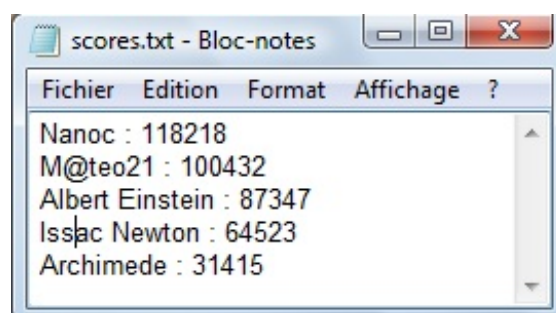 scores.txt - Bloc-notes
Fichier Edition Format Affichage ?
Nanoc : 118218
M@teo21 : 100432
Albert Einstein : 87347
Issac Newton : 64523
Archimede : 31415